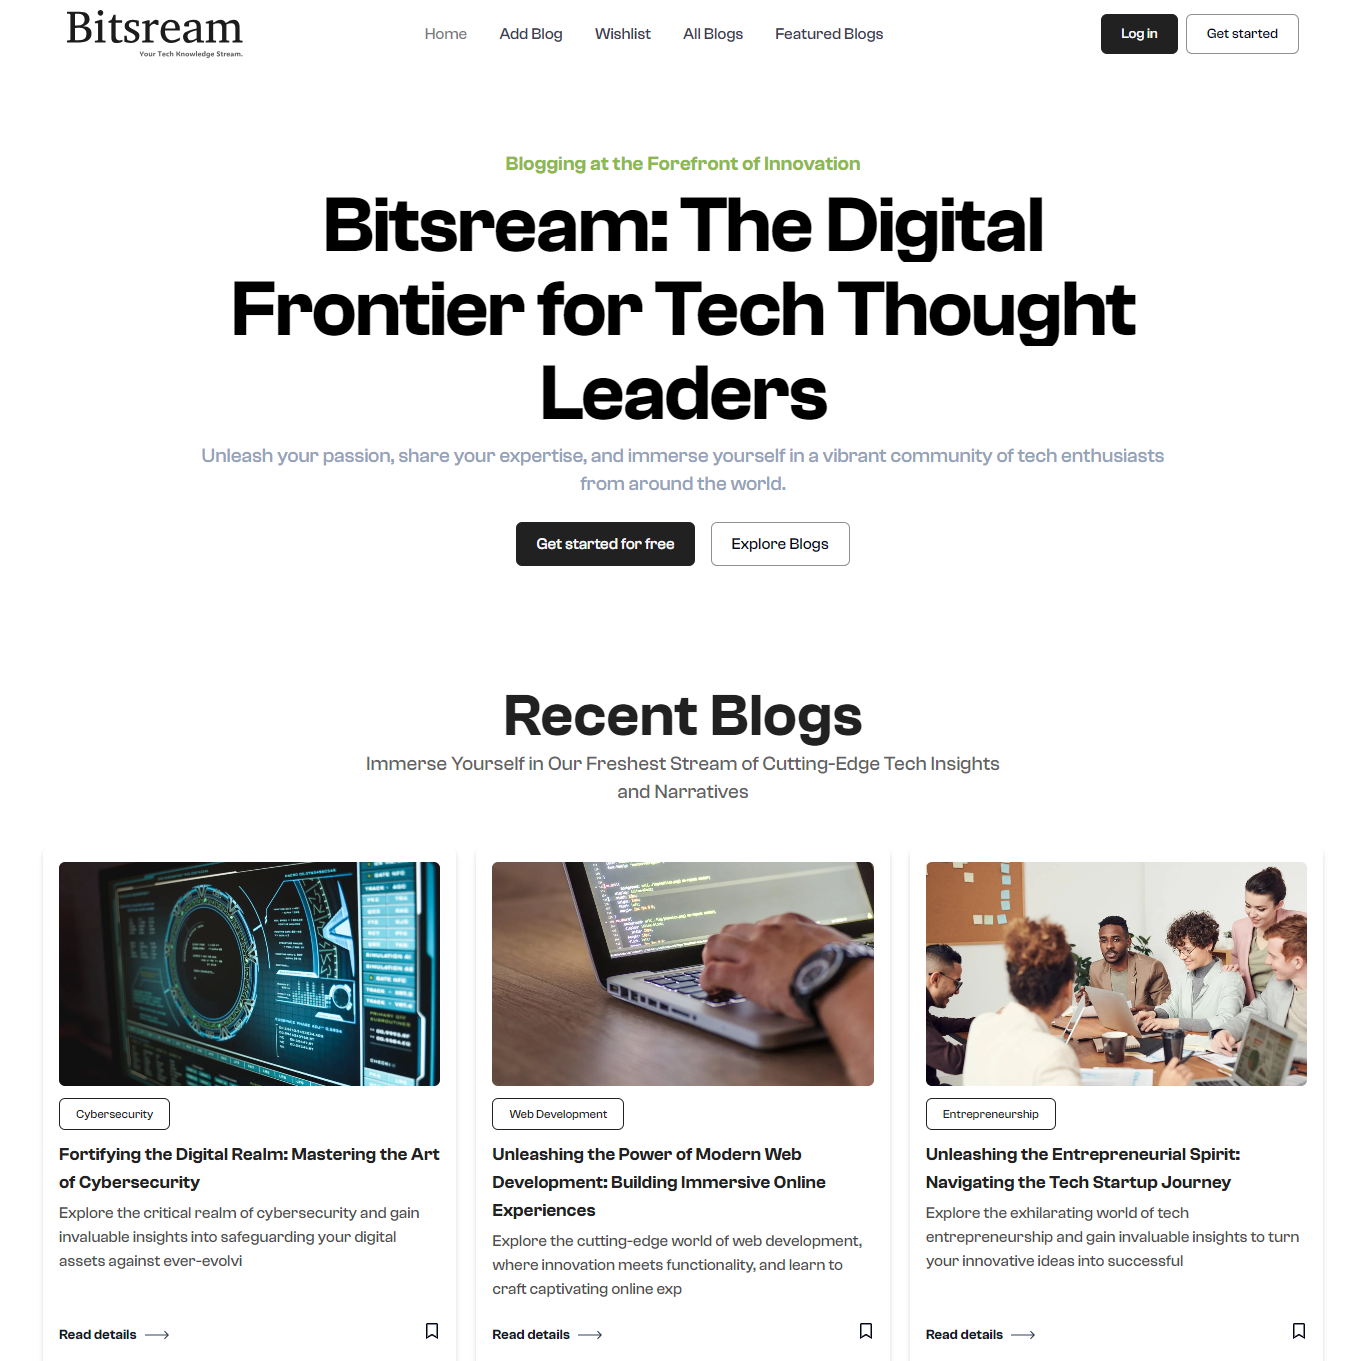 Bitsream
Your Tech Knowledge Stream.
Home
Add Blog
Wishlist
All Blogs
Featured Blogs
Log in
Get started
Blogging at the Forefront of Innovation
Bitsream: The Digital
Frontier for Tech Thought
Leaders
Unleash your passion, share your expertise, and immerse yourself in a vibrant community of tech enthusiasts
from around the world.
Get started for free
Explore Blogs
Recent Blogs
Immerse Yourself in Our Freshest Stream of Cutting-Edge Tech Insights
and Narratives
Cybersecurity
Fortifying the Digital Realm: Mastering the Art
of Cybersecurity
Explore the critical realm of cybersecurity and gain
invaluable insights into safeguarding your digital
assets against ever-evolvi
Read details
Web Development
Unleashing the Power of Modern Web
Development: Building Immersive Online
Experiences
Explore the cutting-edge world of web development,
where innovation meets functionality, and learn to
craft captivating online exp
Read details
Entrepreneurship
Unleashing the Entrepreneurial Spirit:
Navigating the Tech Startup Journey
Explore the exhilarating world of tech
entrepreneurship and gain invaluable insights to turn
your innovative ideas into successful
Read details